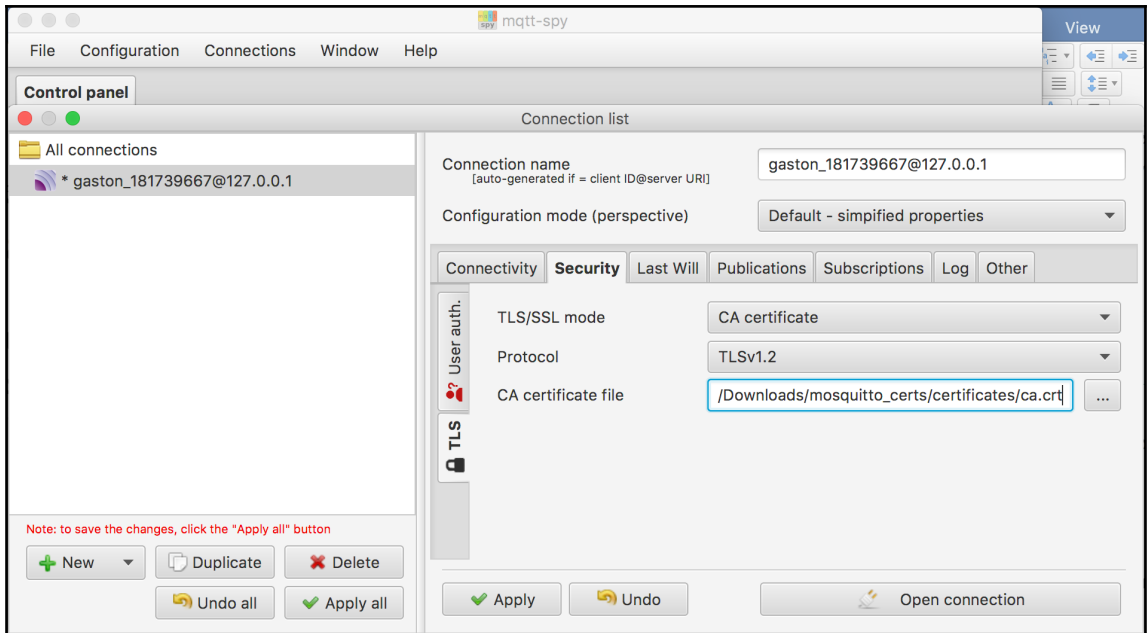 mqtt-spy
View
File Configuration Connections Window Help
Control panel
Connection list
All connections
* gaston_181739667@127.0.0.1
Connection name
[auto-generated if = client ID@server URI]
gaston_181739667@127.0.0.1
Configuration mode (perspective)
Default - simpified properties
Connectivity Security Last Will Publications Subscriptions Log Other
User auth.
TLS
TLS/SSL mode
CA certificate
Protocol
TLSv1.2
CA certificate file
/Downloads/mosquitto_certs/certificates/ca.crt
...
Note: to save the changes, click the "Apply all" button
New Duplicate Delete
Undo all Apply all
Apply Undo Open connection